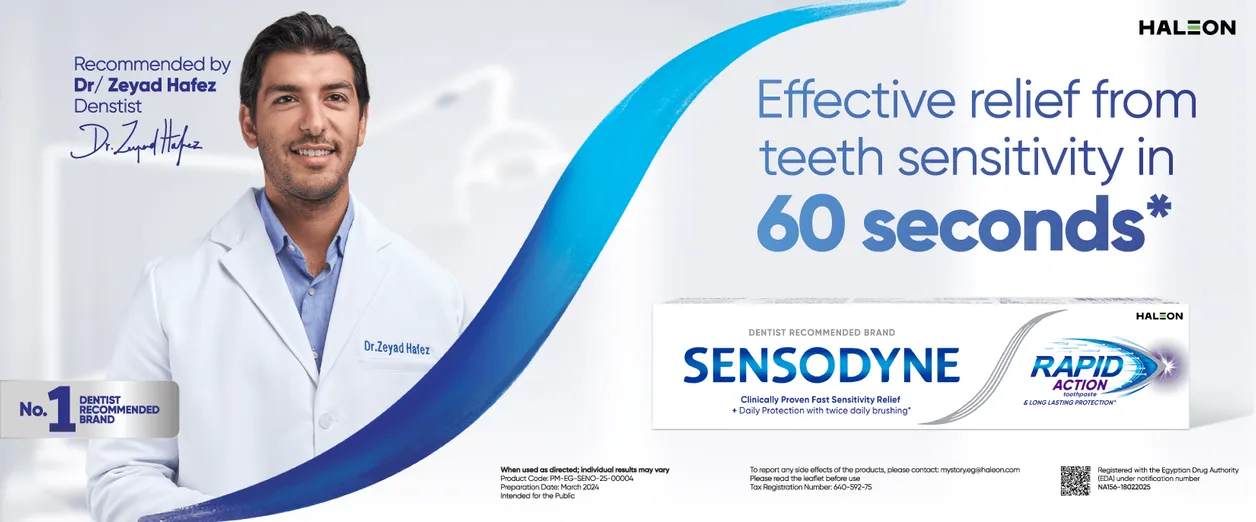 Recommended by
Dr/ Zeyad Hafez
Denstist
Dr. Zeyad Hafez
HALEON
Effective relief from
teeth sensitivity in
60 seconds*
Dr.Zeyad Hafez
No.1 DENTIST
RECOMMENDED
BRAND
HALEON
DENTIST RECOMMENDED BRAND
SENSODYNE
Clinically Proven Fast Sensitivity Relief
+ Daily Protection with twice daily brushing*
RAPID
ACTION
toothpaste
& LONG LASTING PROTECTION*
When used as directed; individual results may vary
Product Code: PM-EG-SENO-25-00004
Preparation Date: March 2024
Intended for the Public
To report any side effects of the products, please contact: mystory.eg@haleon.com
Please read the leaflet before use
Tax Registration Number: 640-592-75
Registered with the Egyptian Drug Authority
(EDA) under notification number
NA156-18022025